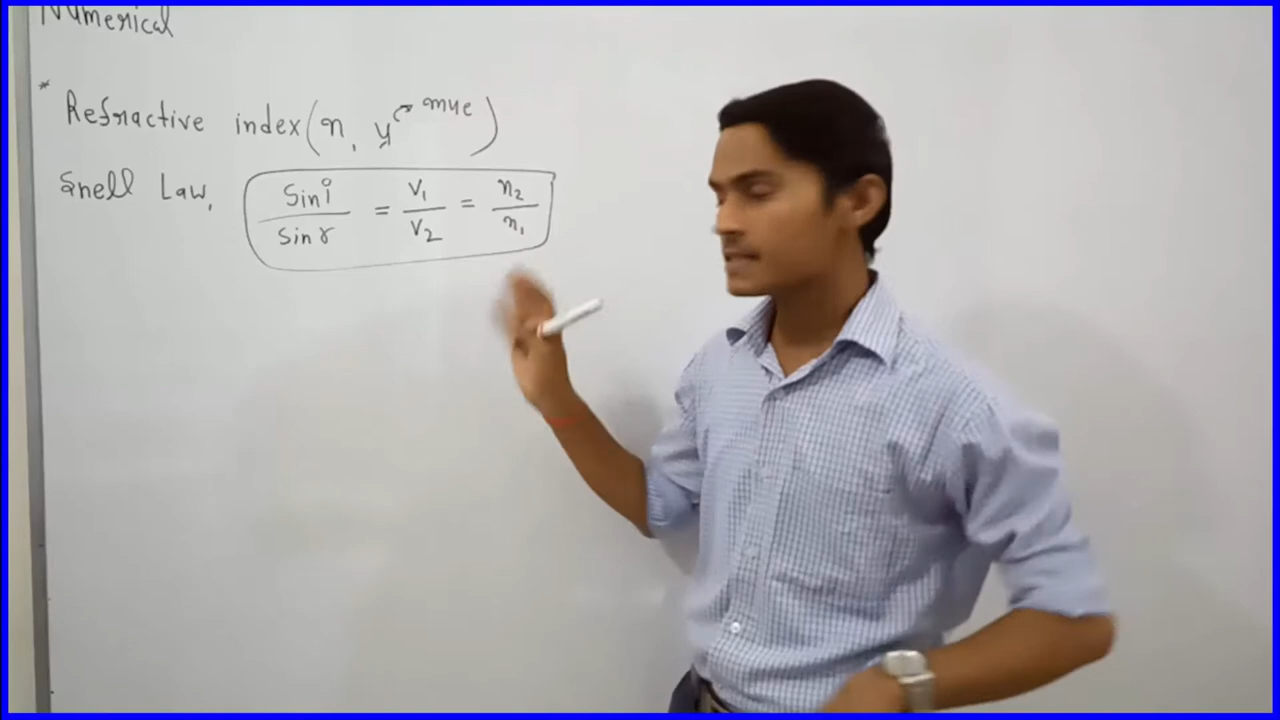 Numerical
* Refractive index (n, μ → mue)
Snell Law, Sin i / Sin r = V₁ / V₂ = n₂ / n₁